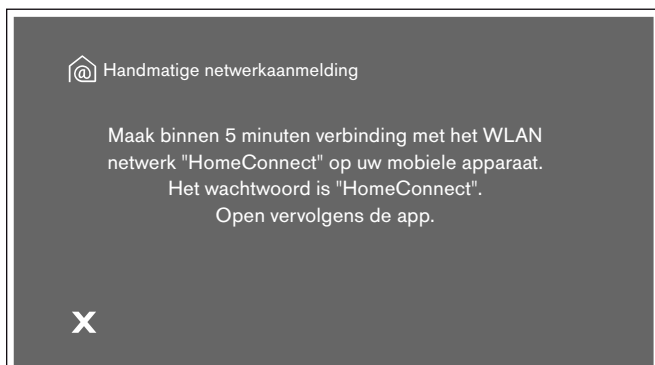 @ Handmatige netwerkaanmelding
Maak binnen 5 minuten verbinding met het WLAN
netwerk "HomeConnect" op uw mobiele apparaat.
Het wachtwoord is "HomeConnect".
Open vervolgens de app.
X